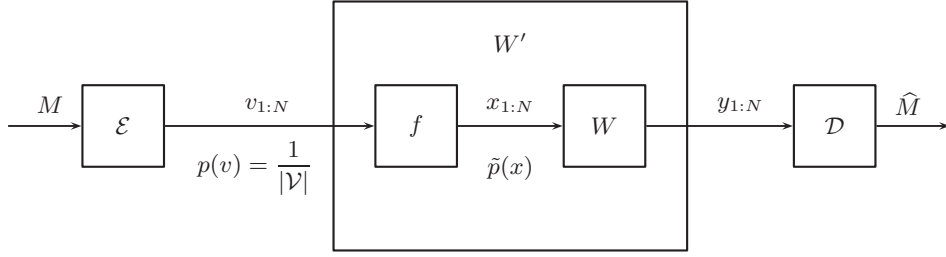 W′
M
ℰ
v_{1:N}
f
x_{1:N}
W
y_{1:N}
𝒟
M̂
p(v) = 1/|𝒱|
p̃(x)